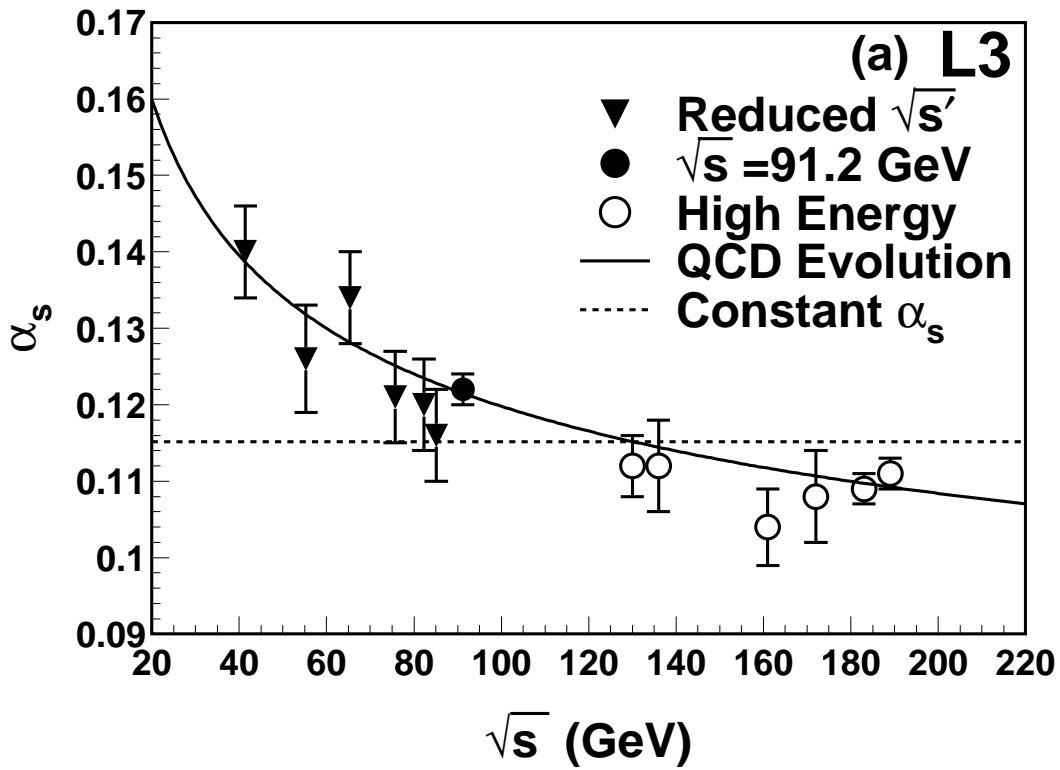 (a) L3
Reduced √s′
√s =91.2 GeV
High Energy
QCD Evolution
Constant αs
αs
0.17
0.16
0.15
0.14
0.13
0.12
0.11
0.1
0.09
20 40 60 80 100 120 140 160 180 200 220
√s (GeV)